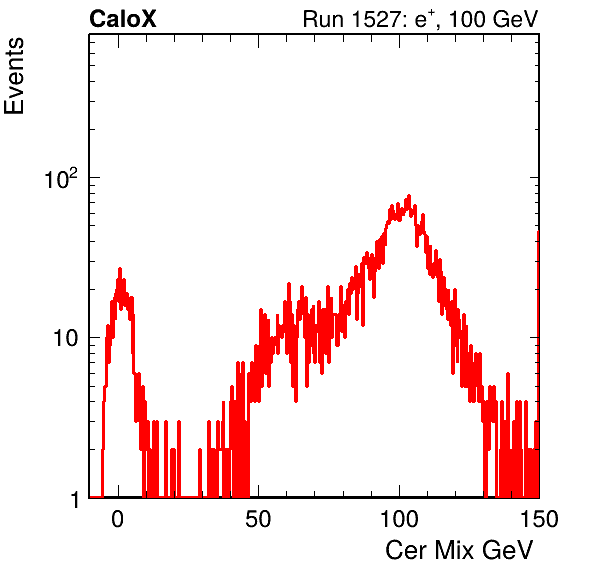 CaloX Run 1527: e⁺, 100 GeV
Events
10²
10
1
0 50 100 150
Cer Mix GeV